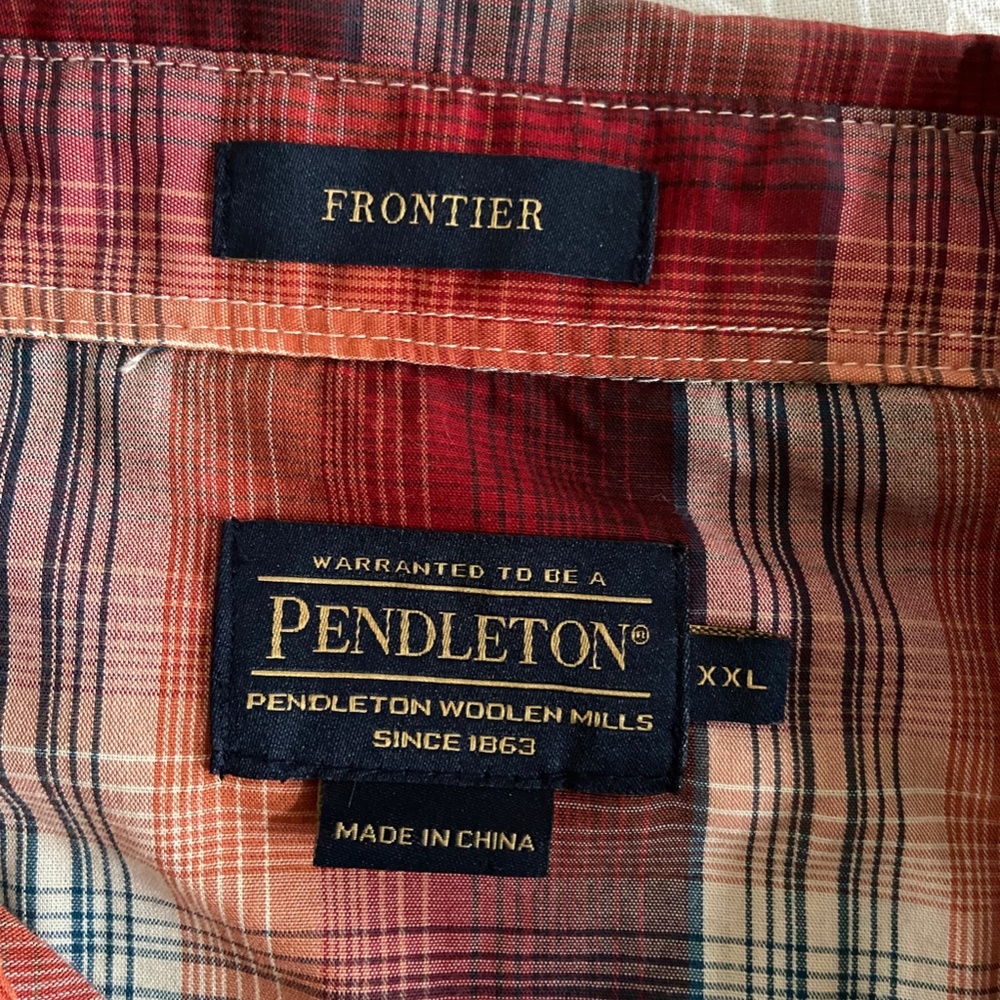 FRONTIER
WARRANTED TO BE A
PENDLETON®
PENDLETON WOOLEN MILLS
SINCE 1863
XXL
MADE IN CHINA